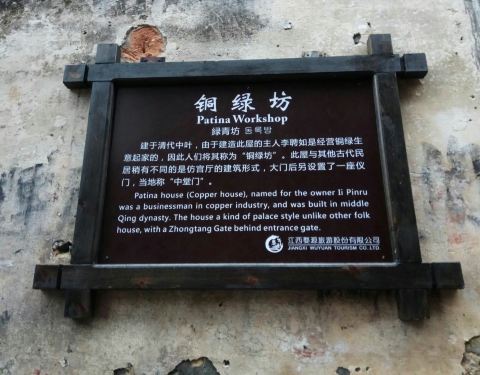 铜绿坊
Patina Workshop
緑青坊 동록방
建于清代中叶，由于建造此屋的主人李聘如是经营铜绿生
意起家的，因此人们将其称为“铜绿坊”。此屋与其他古代民
居稍有不同的是仿官厅的建筑形式，大门后另设置了一座仪
门，当地称“中堂门”。
Patina house (Copper house), named for the owner li Pinru
was a businessman in copper industry, and was built in middle
Qing dynasty. The house a kind of palace style unlike other folk
house, with a Zhongtang Gate behind entrance gate.
江西婺源旅游股份有限公司
JIANGXI WUYUAN TOURISM CO.,LTD.